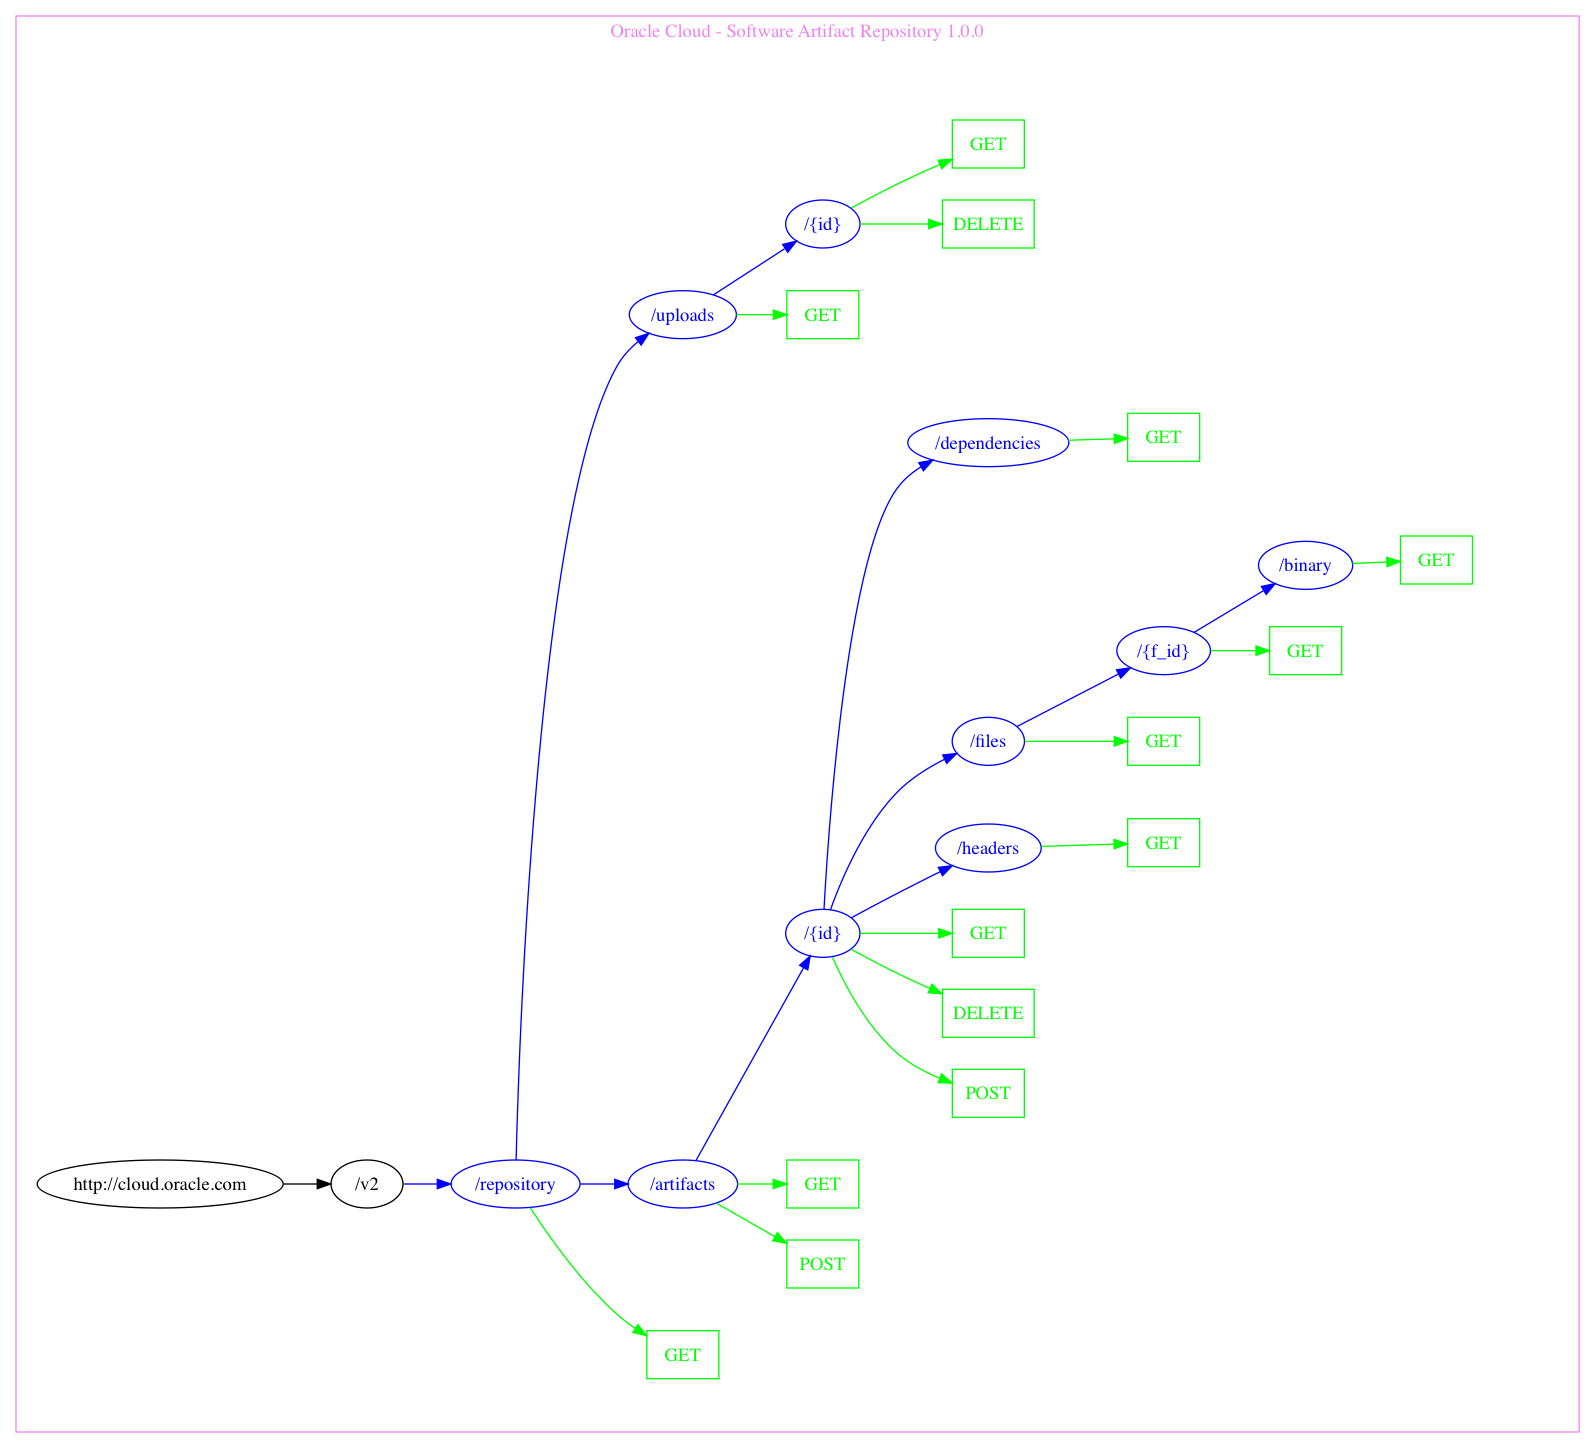 Oracle Cloud - Software Artifact Repository 1.0.0
GET
/{id}
DELETE
/uploads
GET
/dependencies
GET
/binary
GET
/{f_id}
GET
/files
GET
/headers
GET
/{id}
GET
DELETE
POST
http://cloud.oracle.com
/v2
/repository
/artifacts
GET
POST
GET